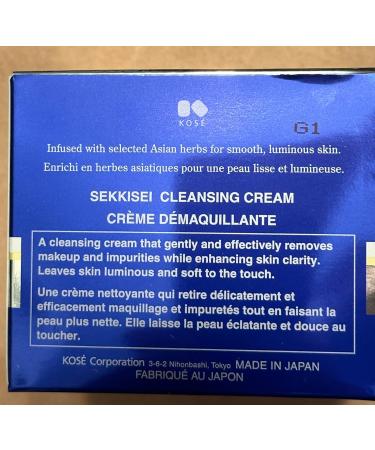 KOSÉ
G1
Infused with selected Asian herbs for smooth, luminous skin.
Enrichi en herbes asiatiques pour une peau lisse et lumineuse.
SEKKISEI CLEANSING CREAM
CRÈME DÉMAQUILLANTE
A cleansing cream that gently and effectively removes
makeup and impurities while enhancing skin clarity.
Leaves skin luminous and soft to the touch.
Une crème nettoyante qui retire délicatement et
efficacement maquillage et impuretés tout en faisant la
peau plus nette. Elle laisse la peau éclatante et douce au
toucher.
KOSÉ Corporation 3-6-2 Nihonbashi, Tokyo MADE IN JAPAN
FABRIQUÉ AU JAPON